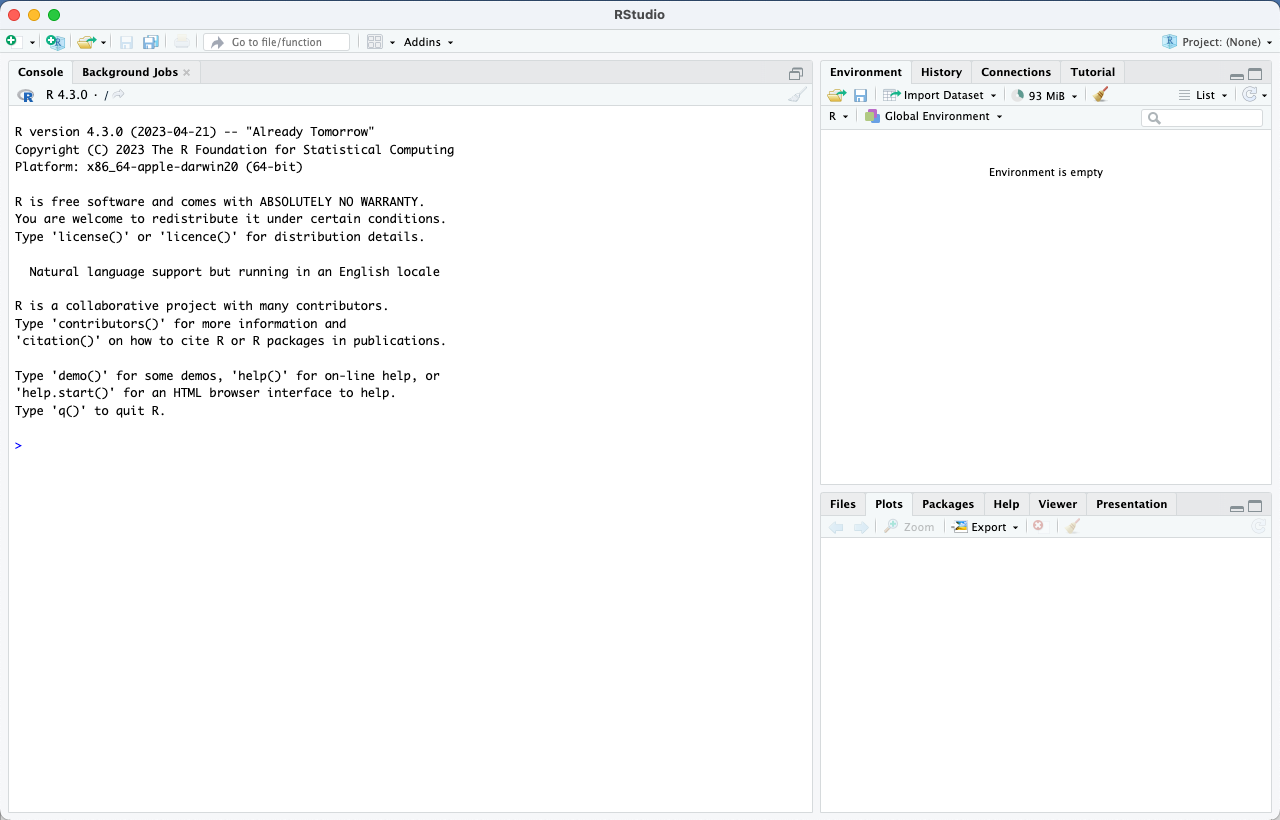 RStudio
Go to file/function
Addins
Project: (None)
Console
Background Jobs
R 4.3.0 · /
R version 4.3.0 (2023-04-21) -- "Already Tomorrow"
Copyright (C) 2023 The R Foundation for Statistical Computing
Platform: x86_64-apple-darwin20 (64-bit)
R is free software and comes with ABSOLUTELY NO WARRANTY.
You are welcome to redistribute it under certain conditions.
Type 'license()' or 'licence()' for distribution details.
Natural language support but running in an English locale
R is a collaborative project with many contributors.
Type 'contributors()' for more information and
'citation()' on how to cite R or R packages in publications.
Type 'demo()' for some demos, 'help()' for on-line help, or
'help.start()' for an HTML browser interface to help.
Type 'q()' to quit R.
>
Environment History Connections Tutorial
Import Dataset 93 MiB List
R Global Environment
Environment is empty
Files Plots Packages Help Viewer Presentation
Zoom Export